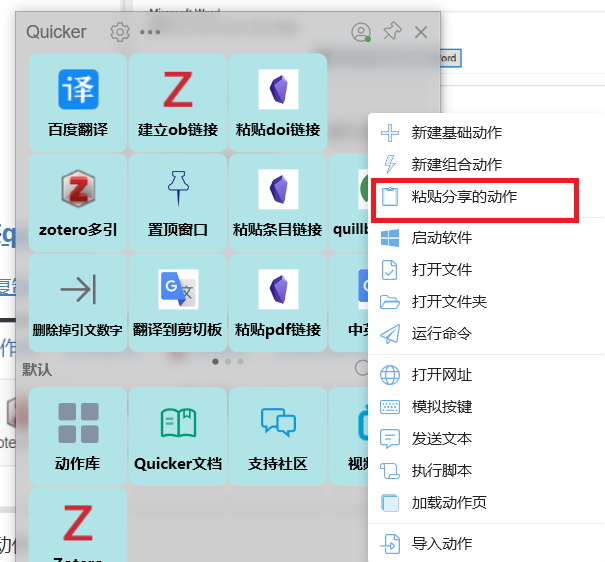 Microsoft Word
Quicker
ord
译
百度翻译
建立ob链接
粘贴doi链接
zotero多引
置顶窗口
粘贴条目链接
quillb
删除掉引文数字
翻译到剪切板
粘贴pdf链接
中英
默认
动作库
Quicker文档
支持社区
视频
Zotero
新建基础动作
新建组合动作
粘贴分享的动作
启动软件
打开文件
打开文件夹
运行命令
打开网址
模拟按键
发送文本
执行脚本
加载动作页
导入动作